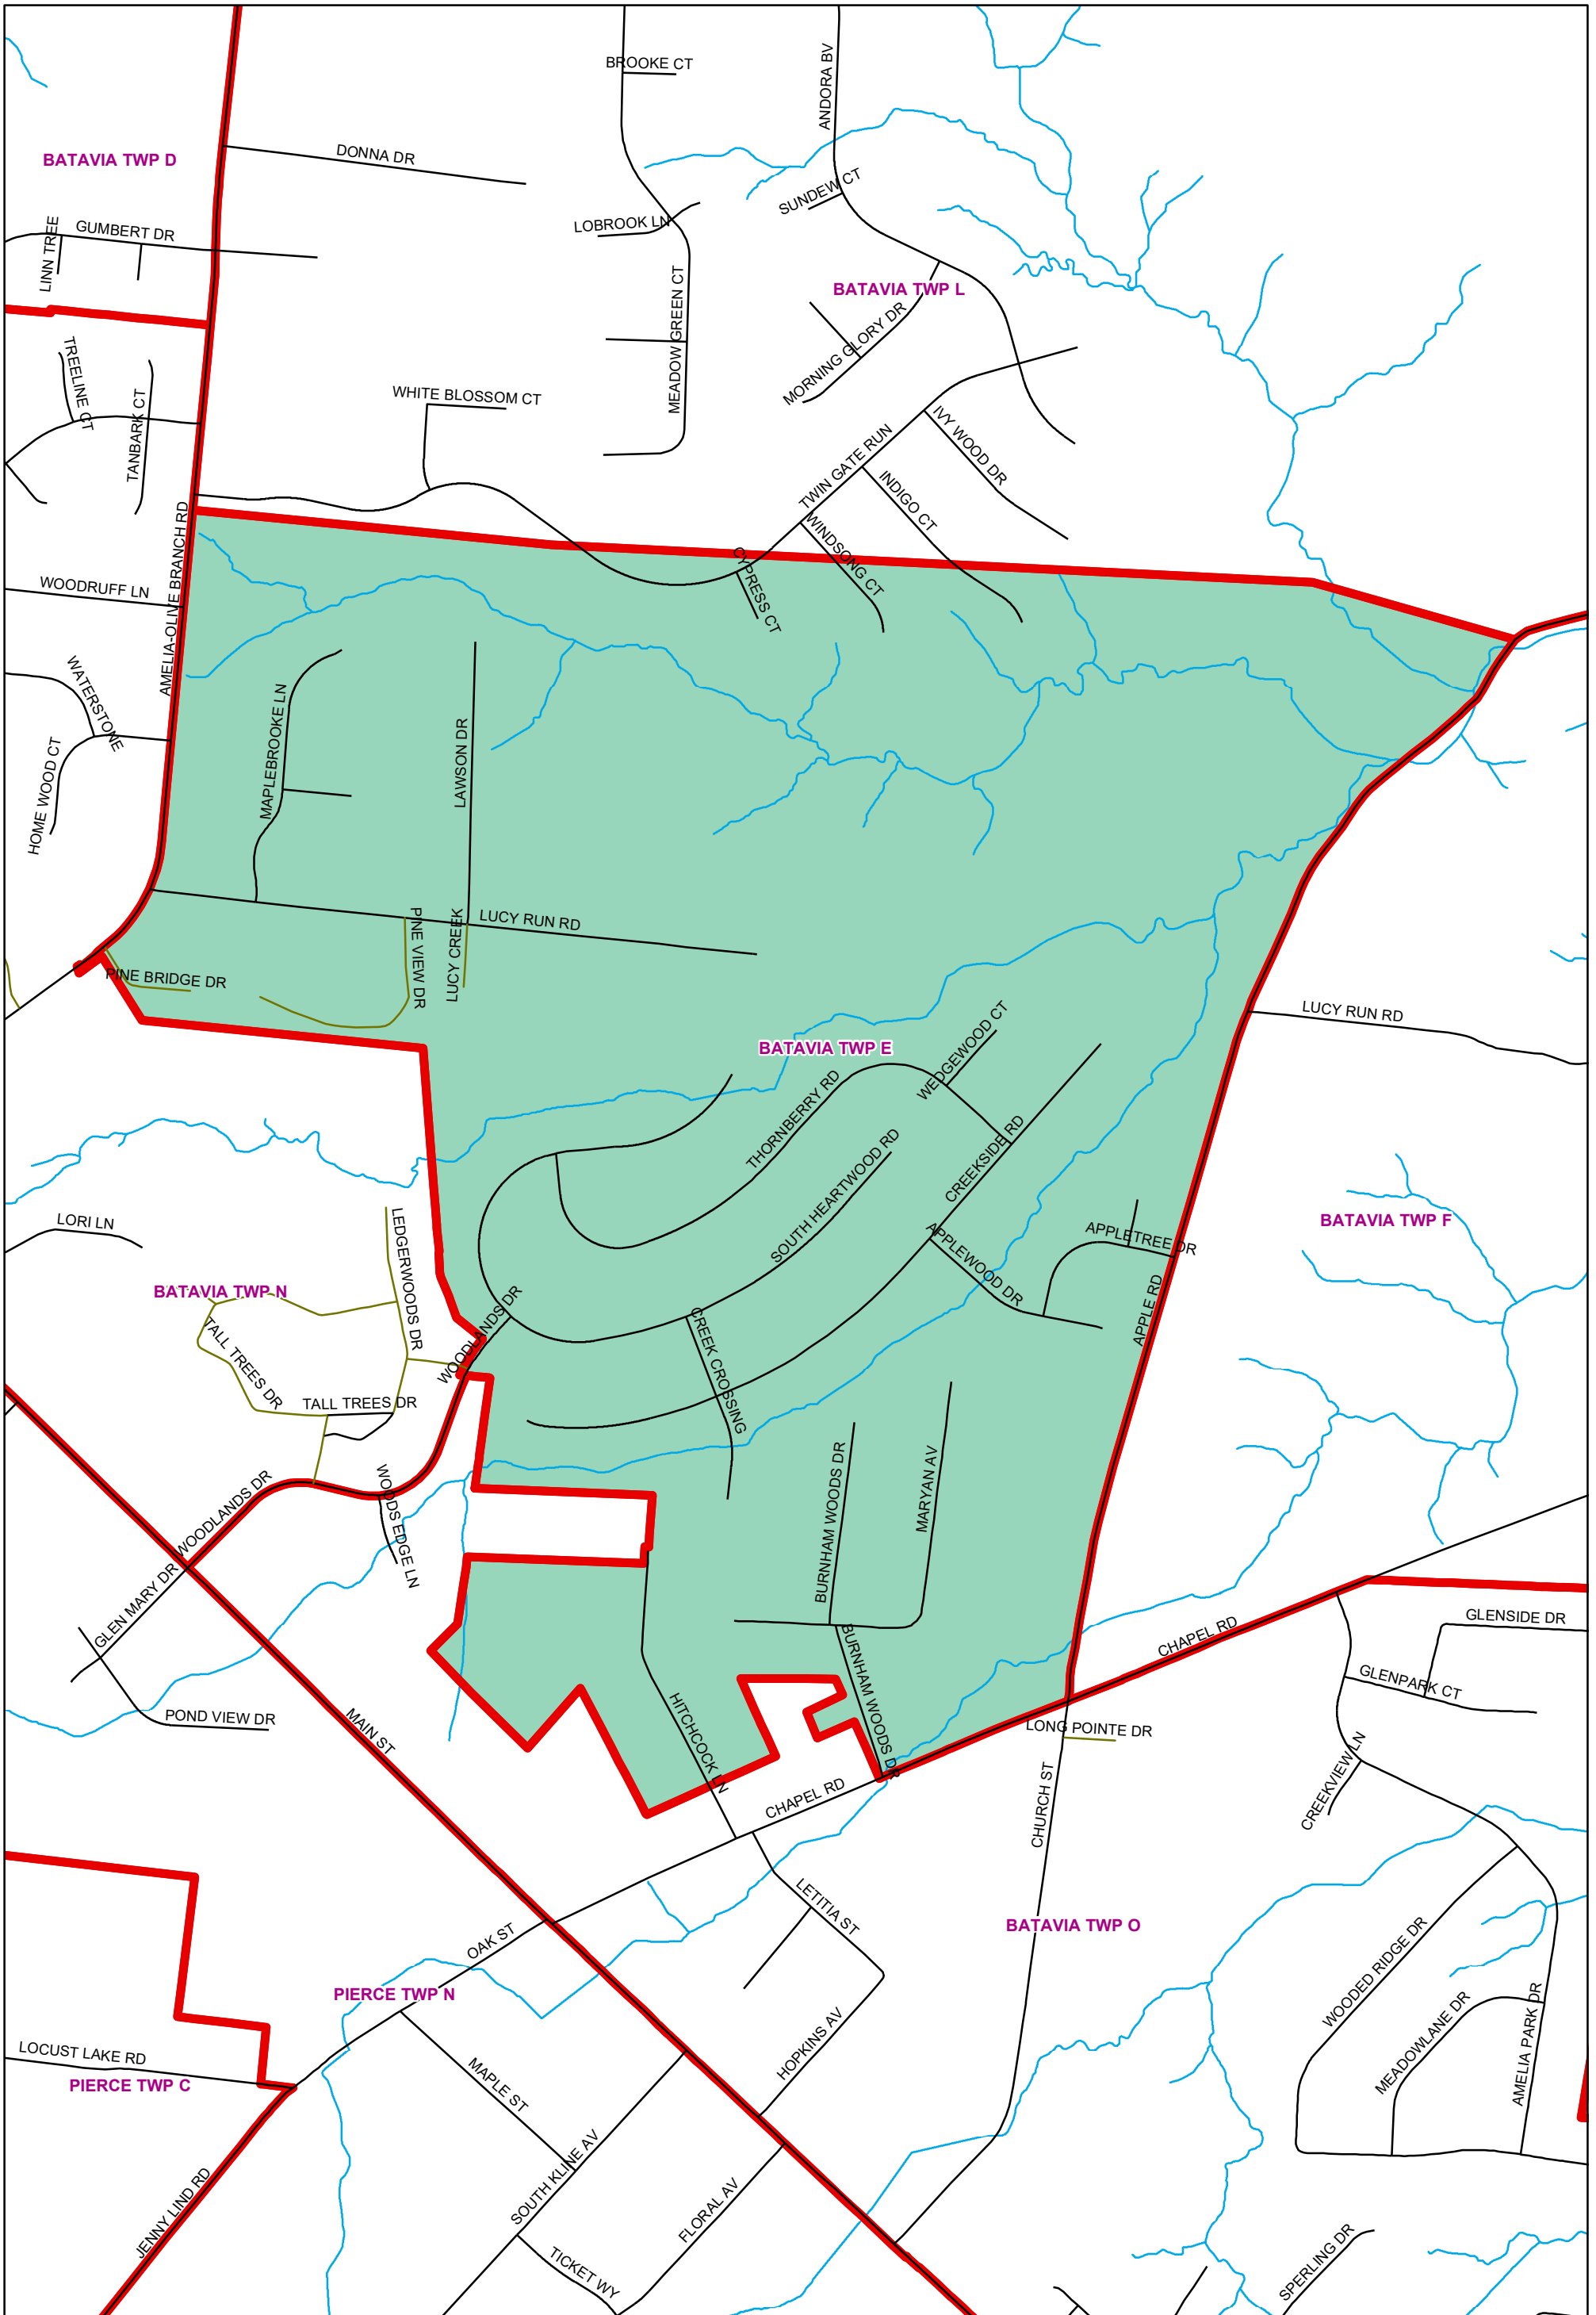 BROOKE CT
ANDORA BV
BATAVIA TWP D
DONNA DR
SUNDEW CT
LINN TREE
GUMBERT DR
LOBROOK LN
MEADOW GREEN CT
BATAVIA TWP L
MORNING GLORY DR
TREELINE CT
TANBARK CT
WHITE BLOSSOM CT
IVY WOOD DR
TWIN GATE RUN
INDIGO CT
WINDSONG CT
CYPRESS CT
AMELIA-OLIVE BRANCH RD
WOODRUFF LN
WATERSTONE
HOME WOOD CT
MAPLEBROOKE LN
LAWSON DR
LUCY RUN RD
PINE VIEW DR
LUCY CREEK
PINE BRIDGE DR
LUCY RUN RD
BATAVIA TWP E
WEDGEWOOD CT
THORNBERRY RD
SOUTH HEARTWOOD RD
CREEKSIDE RD
LORI LN
LEDGERWOODS DR
APPLEWOOD DR
APPLETREE DR
BATAVIA TWP F
BATAVIA TWP N
WOODLANDS DR
CREEK CROSSING
APPLE RD
TALL TREES DR
TALL TREES DR
BURNHAM WOODS DR
MARYAN AV
WOODLANDS DR
WOODS EDGE LN
GLEN MARY DR
BURNHAM WOODS DR
CHAPEL RD
GLENSIDE DR
GLENPARK CT
POND VIEW DR
MAIN ST
HITCHCOCK LN
LONG POINTE DR
CHAPEL RD
CHURCH ST
CREEKVIEW LN
LETITIA ST
OAK ST
BATAVIA TWP O
WOODED RIDGE DR
PIERCE TWP N
HOPKINS AV
MEADOWLANE DR
AMELIA PARK DR
LOCUST LAKE RD
PIERCE TWP C
MAPLE ST
SOUTH KLINE AV
FLORAL AV
JENNY LIND RD
TICKET WY
SPERLING DR